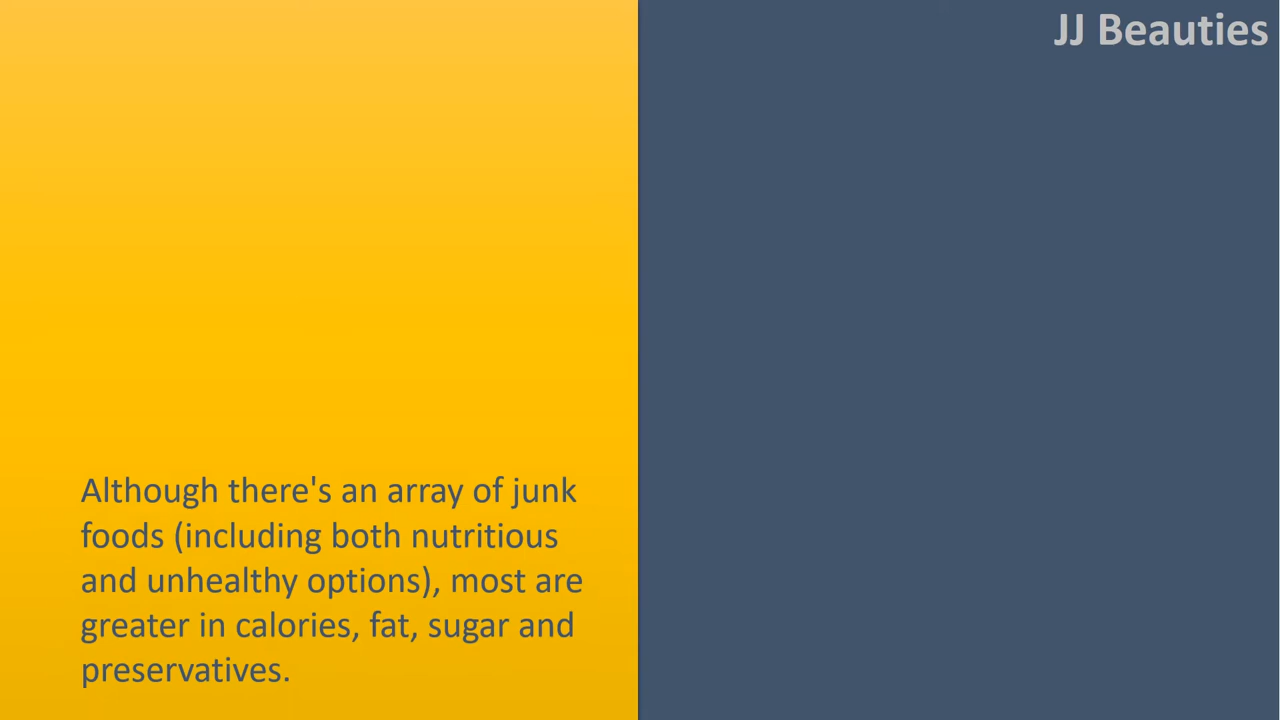 JJ Beauties
Although there's an array of junk
foods (including both nutritious
and unhealthy options), most are
greater in calories, fat, sugar and
preservatives.